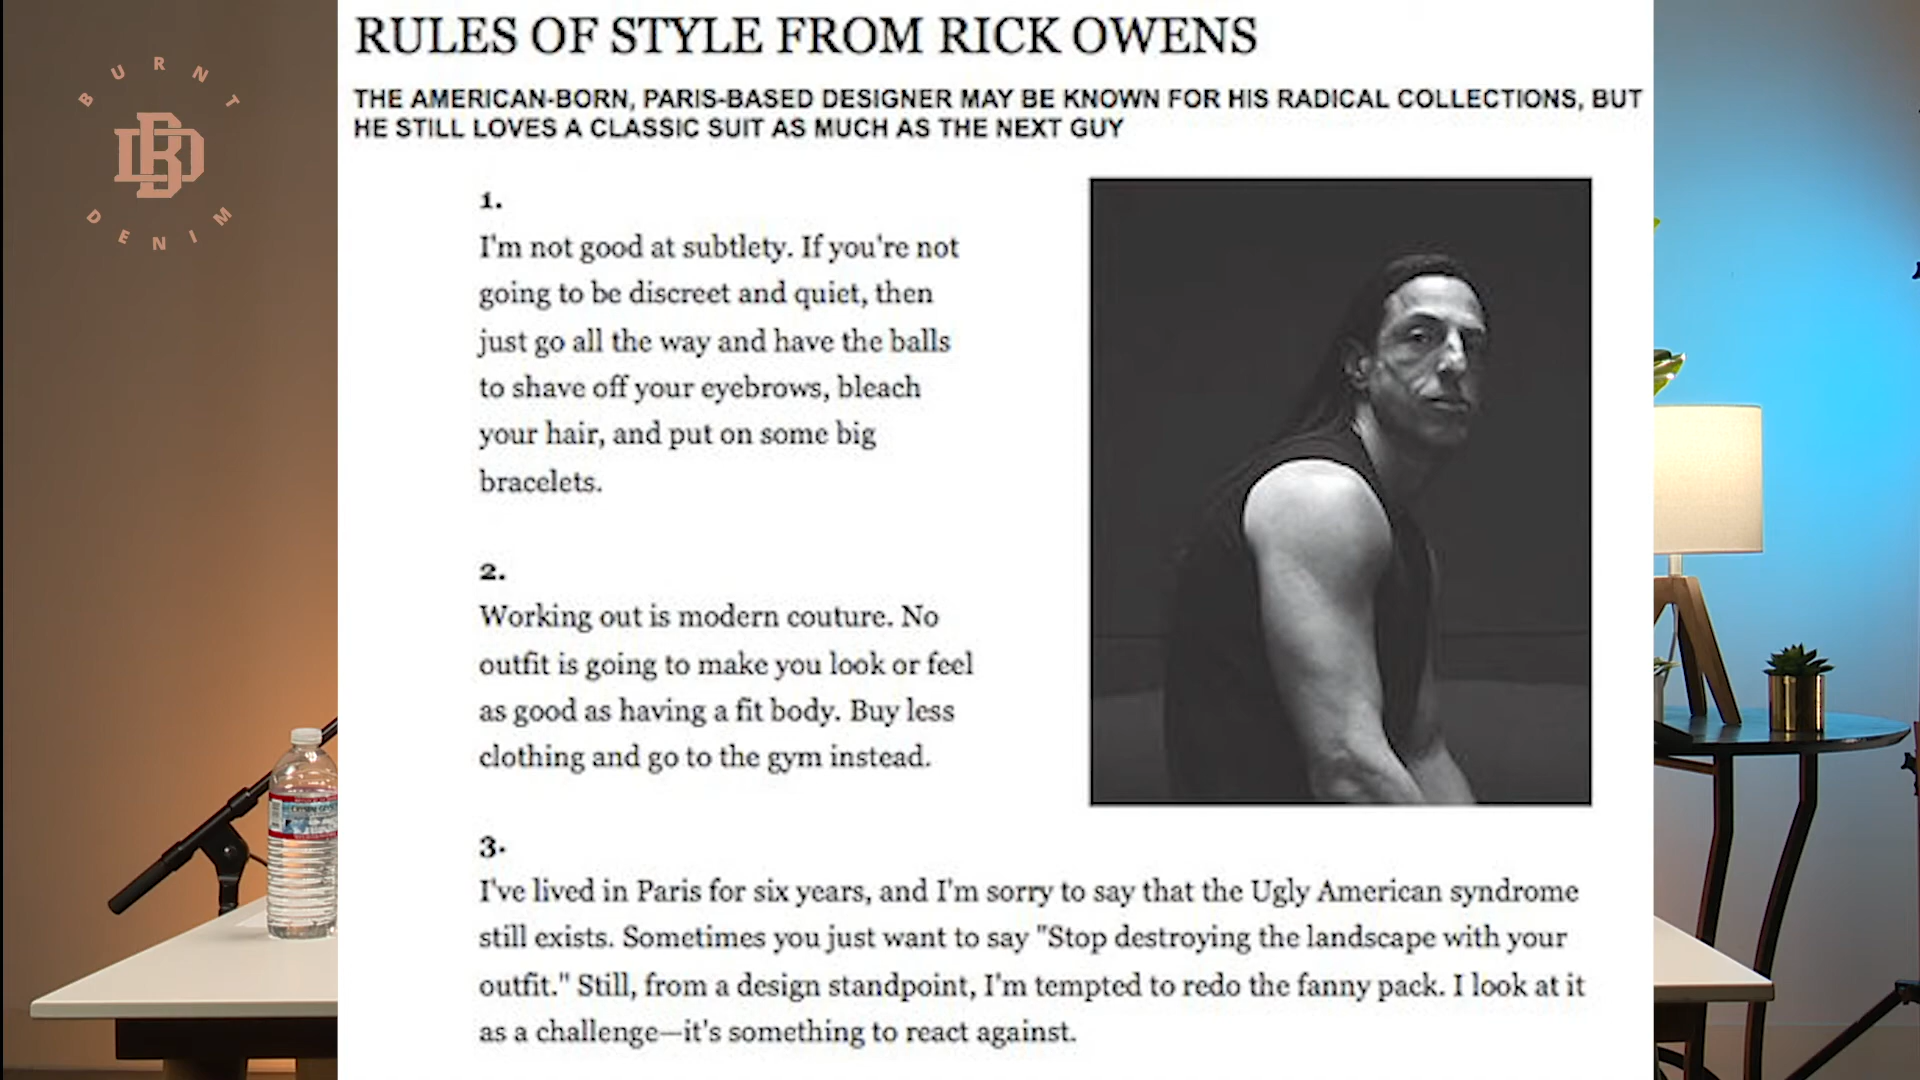 BURNT
BD
DENIM
RULES OF STYLE FROM RICK OWENS
THE AMERICAN-BORN, PARIS-BASED DESIGNER MAY BE KNOWN FOR HIS RADICAL COLLECTIONS, BUT
HE STILL LOVES A CLASSIC SUIT AS MUCH AS THE NEXT GUY
1.
I'm not good at subtlety. If you're not
going to be discreet and quiet, then
just go all the way and have the balls
to shave off your eyebrows, bleach
your hair, and put on some big
bracelets.
2.
Working out is modern couture. No
outfit is going to make you look or feel
as good as having a fit body. Buy less
clothing and go to the gym instead.
3.
I've lived in Paris for six years, and I'm sorry to say that the Ugly American syndrome
still exists. Sometimes you just want to say "Stop destroying the landscape with your
outfit." Still, from a design standpoint, I'm tempted to redo the fanny pack. I look at it
as a challenge—it's something to react against.